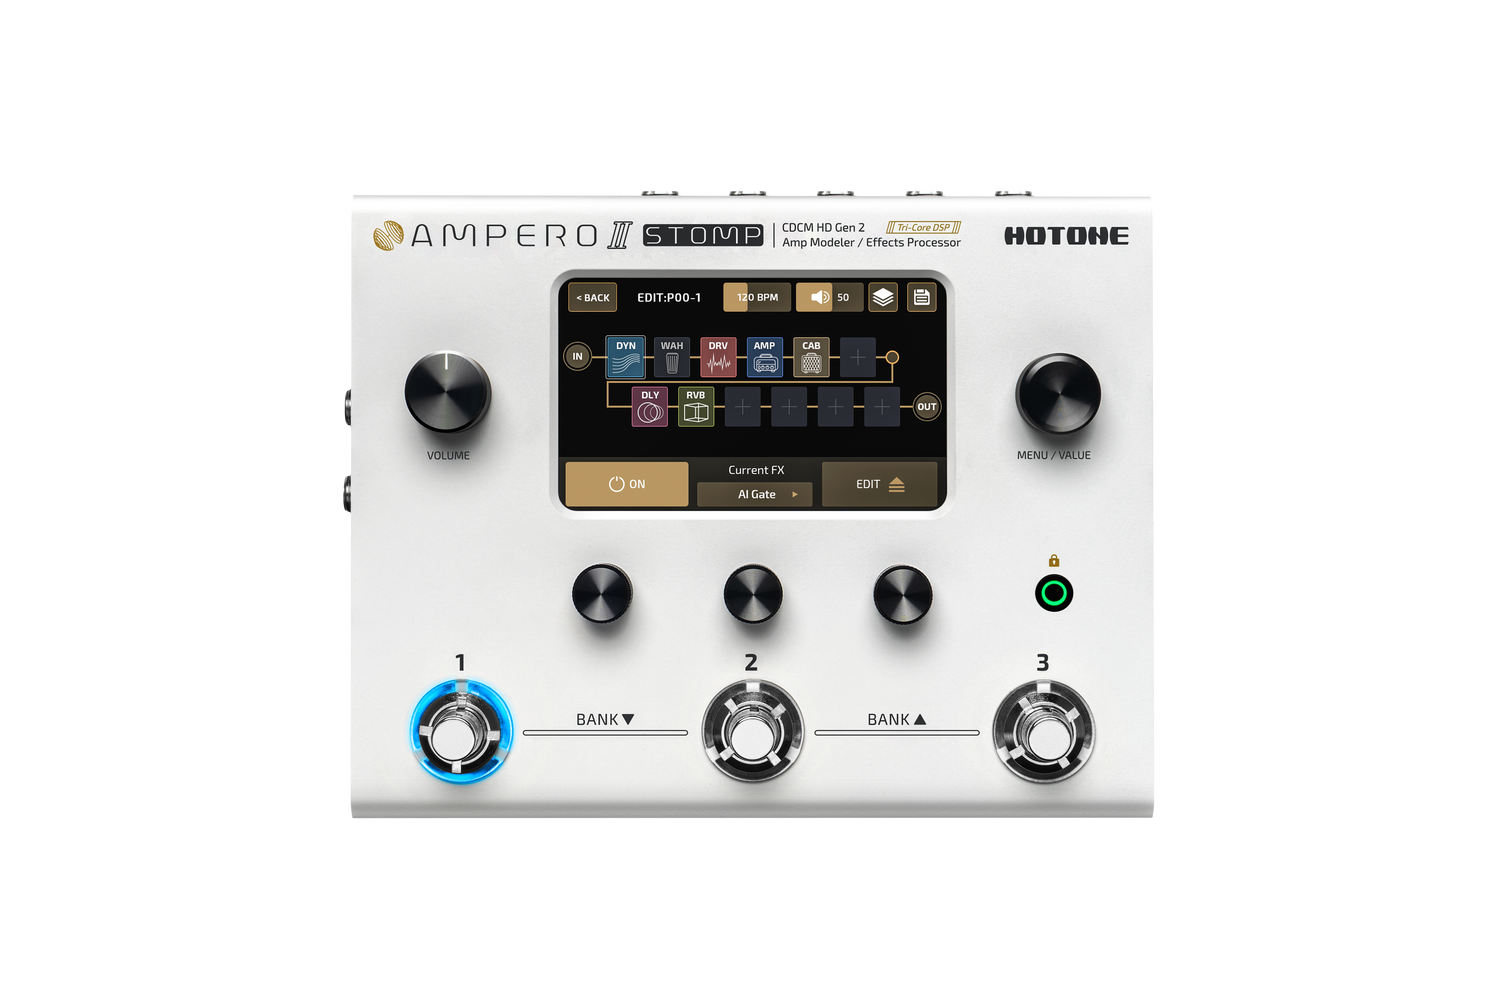 AMPERO II STOMP
CDCM HD Gen 2
Tri-Core DSP
Amp Modeler / Effects Processor
HOTONE
< BACK
EDIT:P00-1
120 BPM
50
IN
DYN
WAH
DRV
AMP
CAB
+
DLY
RVB
+
+
+
+
OUT
VOLUME
MENU / VALUE
ON
Current FX
AI Gate
EDIT
1
2
3
BANK▼
BANK▲